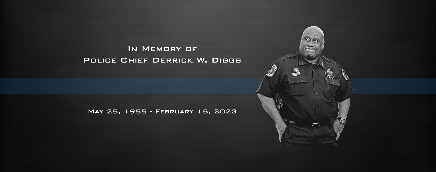 In Memory of
Police Chief Derrick W. Diggs
May 25, 1955 - February 15, 2023